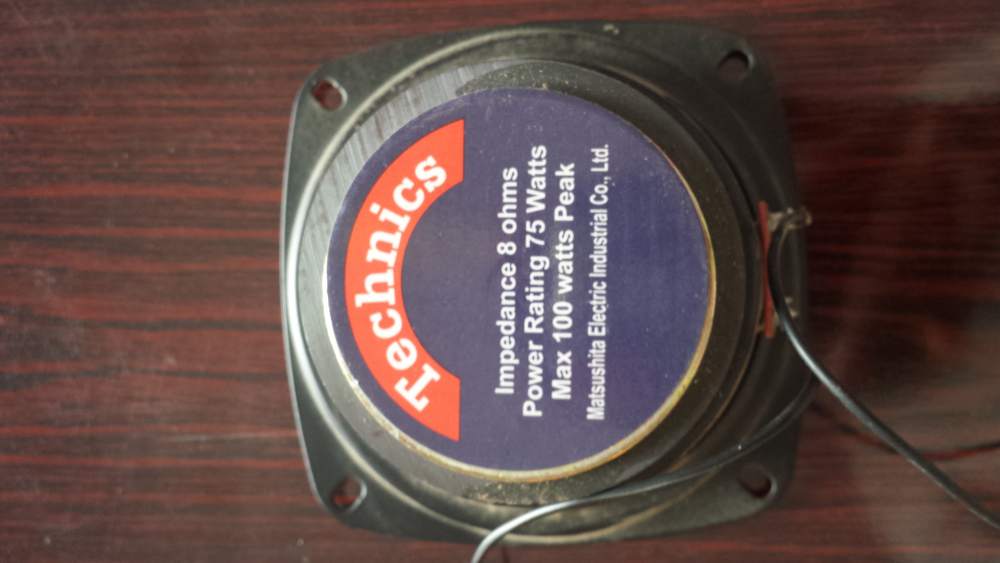 Technics
Impedance 8 ohms
Power Rating 75 Watts
Max 100 watts Peak
Matsushita Electric Industrial Co., Ltd.